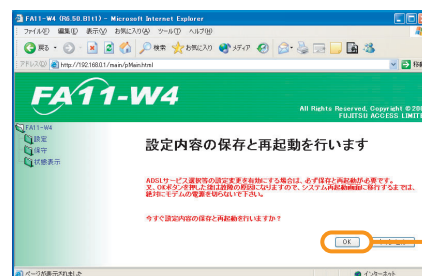 FA11-W4 (R6.50.B1t1) - Microsoft Internet Explorer
ファイル(F) 編集(E) 表示(V) お気に入り(A) ツール(T) ヘルプ(H)
戻る 検索 お気に入り メディア
アドレス(D) http://192.168.0.1/main/pMain.html 移動
FA11-W4
All Rights Reserved, Copyright © 200
FUJITSU ACCESS LIMITE
FA11-W4
設定
保守
状態表示
設定内容の保存と再起動を行います
ADSLサービス選択等の設定変更を有効にする場合は、必ず保存と再起動が必要です。
又、OKボタンを押した後は故障の原因になりますので、システム再起動画面に移行するまでは、
絶対にモデムの電源を切らないで下さい。
今すぐ設定内容の保存と再起動を行いますか?
OK
ページが表示されました インターネット